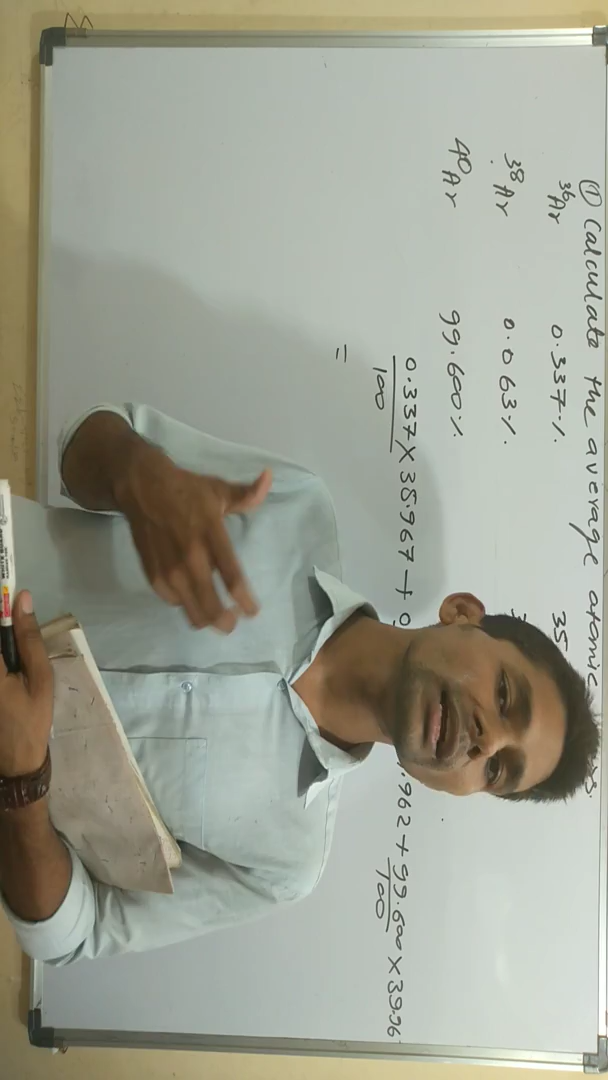 ① Calculate the average atomic
³⁶Ar 0.337% 35
³⁸Ar 0.063%
⁴⁰Ar 99.600%
0.337/100 × 35.967 + 0 .962 + 99.600/100 × 39.96
=